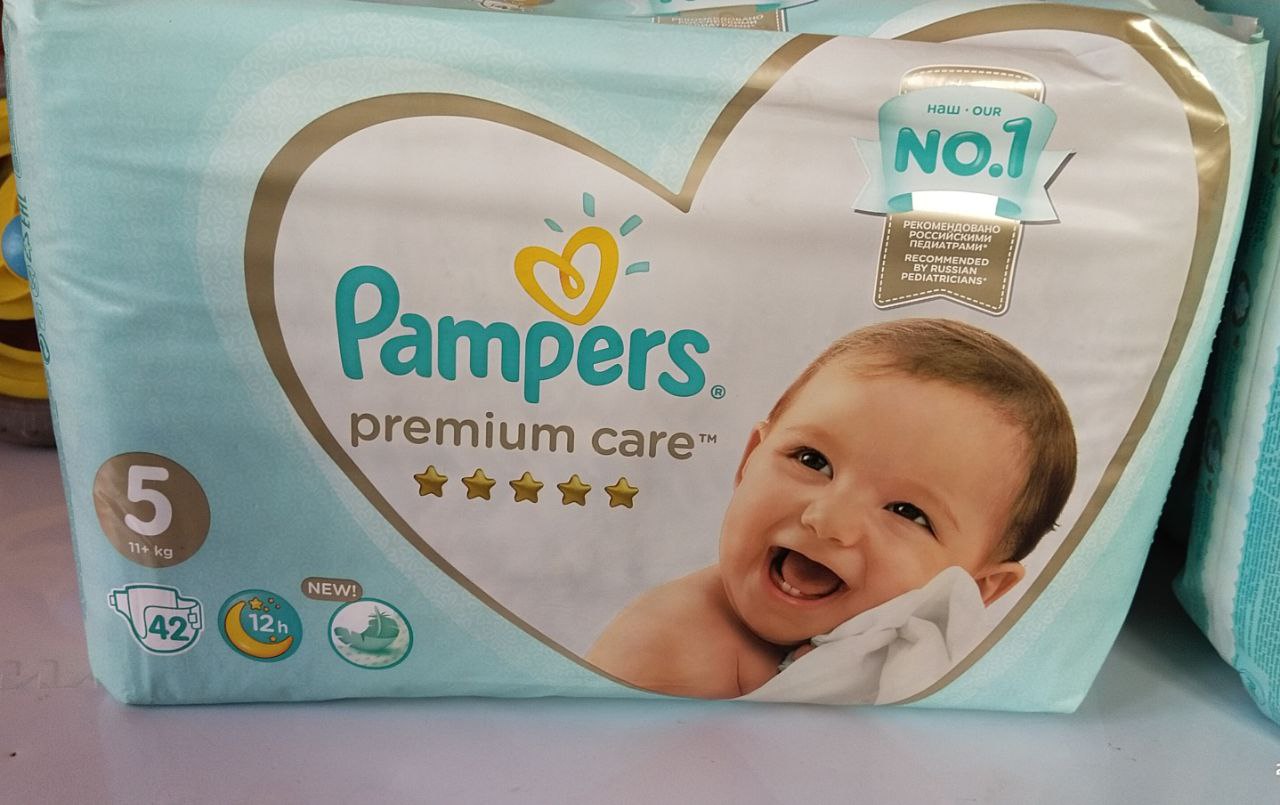 наш · OUR
NO.1
РЕКОМЕНДОВАНО
РОССИЙСКИМИ
ПЕДИАТРАМИ*
RECOMMENDED
BY RUSSIAN
PEDIATRICIANS*
Pampers®
premium care™
5
11+ kg
42
12h
NEW!